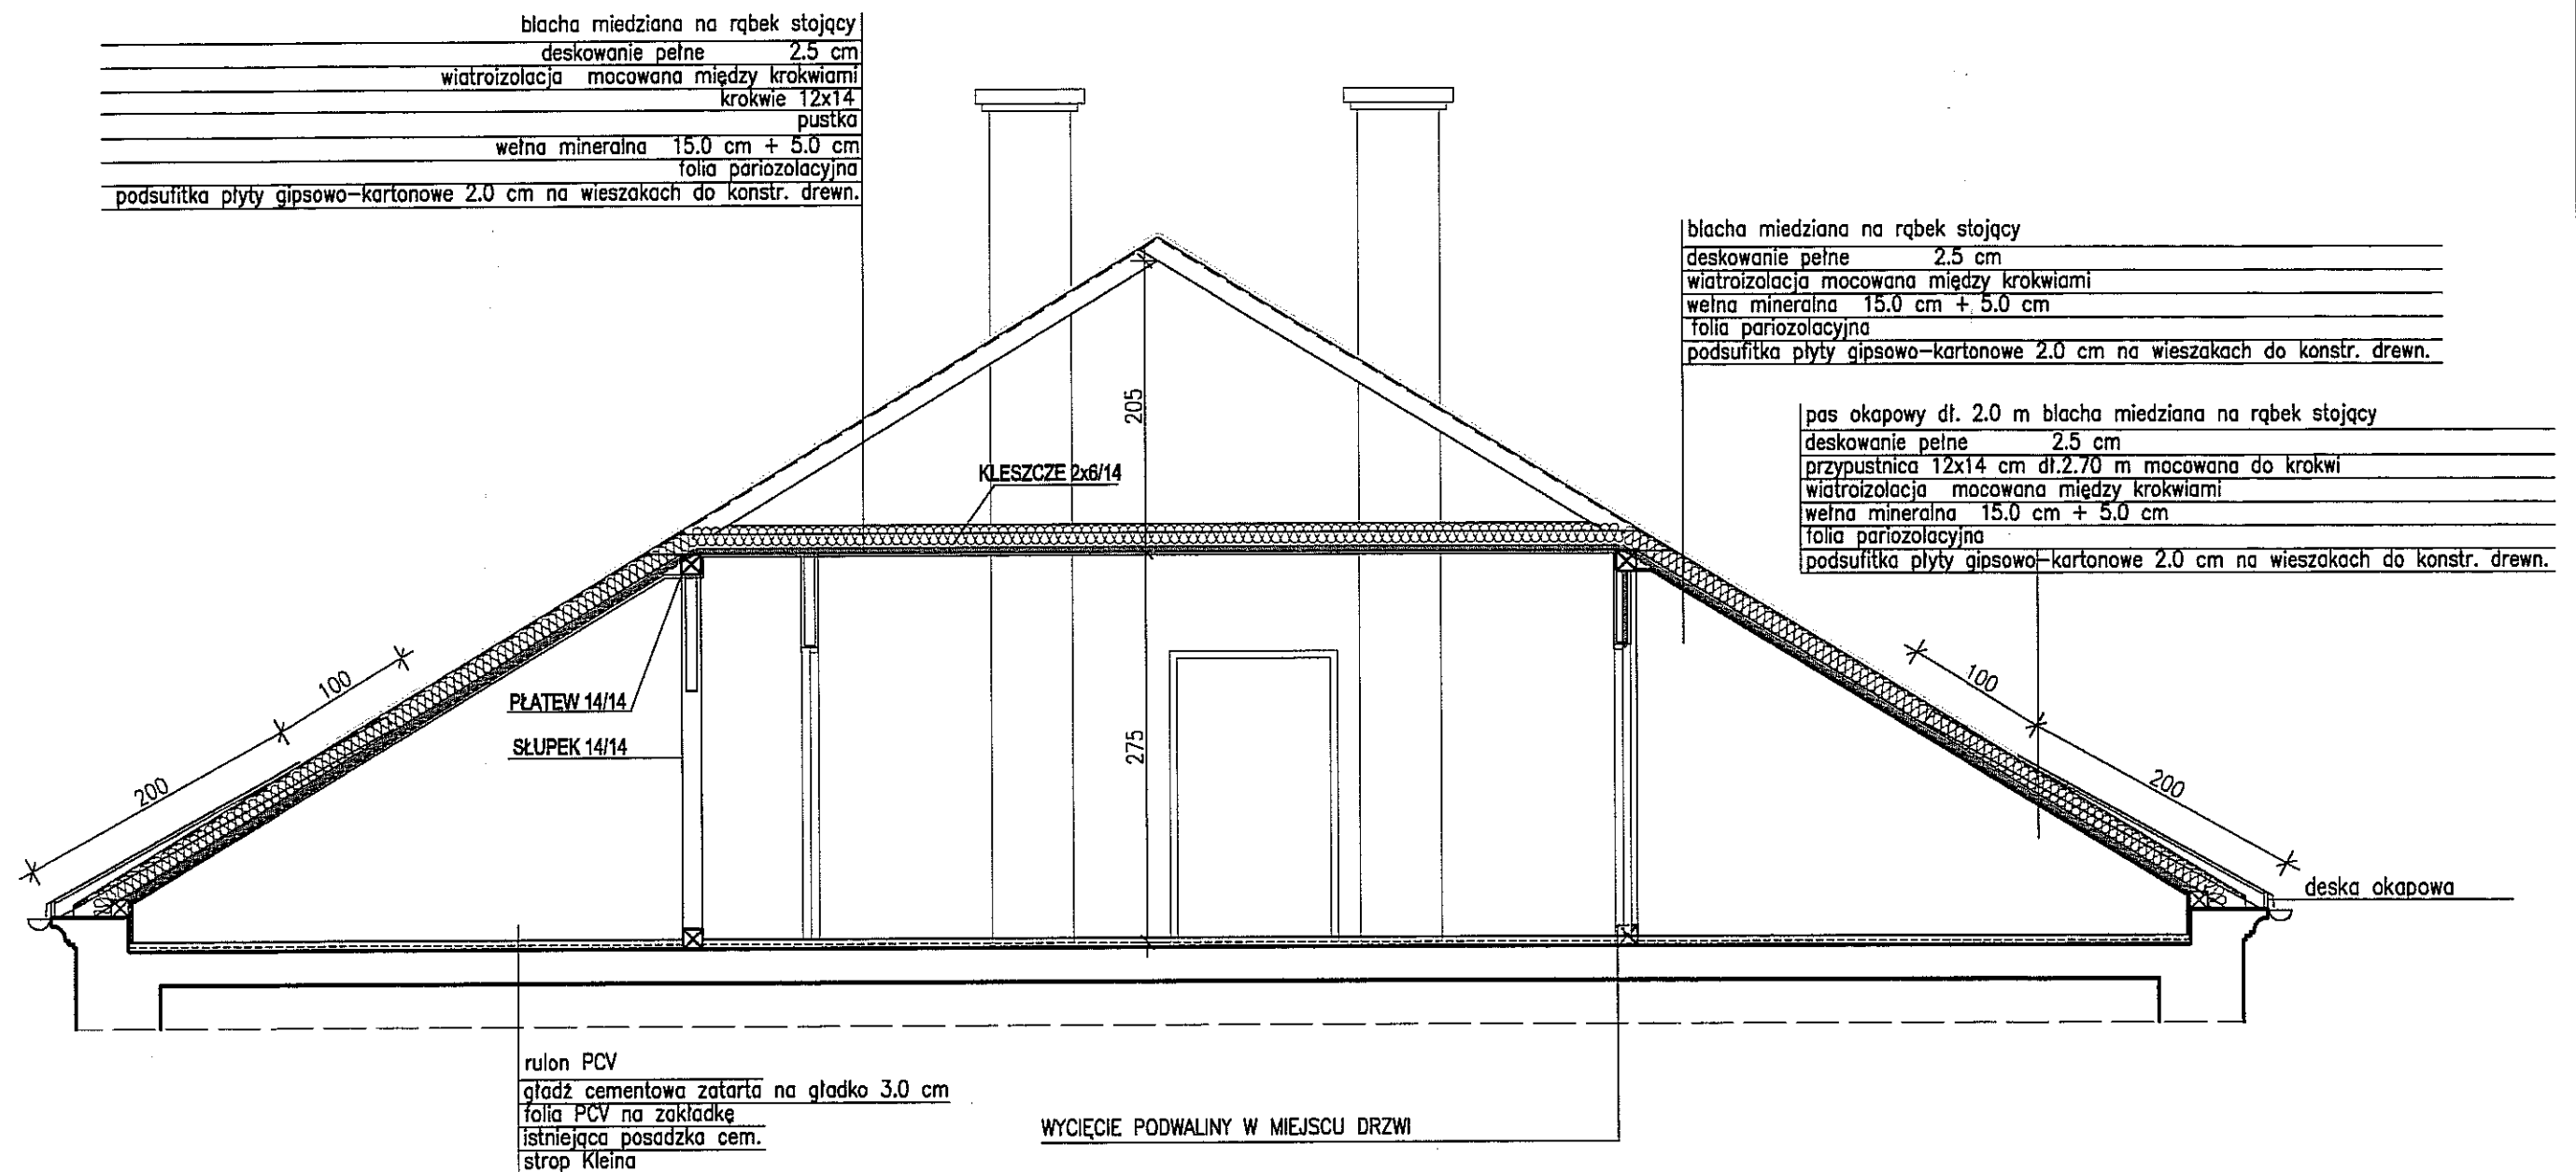 blacha miedziana na rąbek stojący
deskowanie pełne 2.5 cm
wiatroizolacja mocowana między krokwiami
krokwie 12x14
pustka
wełna mineralna 15.0 cm + 5.0 cm
folia pariozolacyjna
podsufitka płyty gipsowo-kartonowe 2.0 cm na wieszakach do konstr. drewn.
blacha miedziana na rąbek stojący
deskowanie pełne 2.5 cm
wiatroizolacja mocowana między krokwiami
wełna mineralna 15.0 cm + 5.0 cm
folia pariozolacyjna
podsufitka płyty gipsowo-kartonowe 2.0 cm na wieszakach do konstr. drewn.
pas okapowy dł. 2.0 m blacha miedziana na rąbek stojący
deskowanie pełne 2.5 cm
przypustnica 12x14 cm dł.2.70 m mocowana do krokwi
wiatroizolacja mocowana między krokwiami
wełna mineralna 15.0 cm + 5.0 cm
folia pariozolacyjna
podsufitka płyty gipsowo-kartonowe 2.0 cm na wieszakach do konstr. drewn.
205
KLESZCZE 2x6/14
100
200
PŁATEW 14/14
SŁUPEK 14/14
275
100
200
deska okapowa
rulon PCV
gładź cementowa zatarta na gładko 3.0 cm
folia PCV na zakładkę
istniejąca posadzka cem.
strop Kleina
WYCIĘCIE PODWALINY W MIEJSCU DRZWI